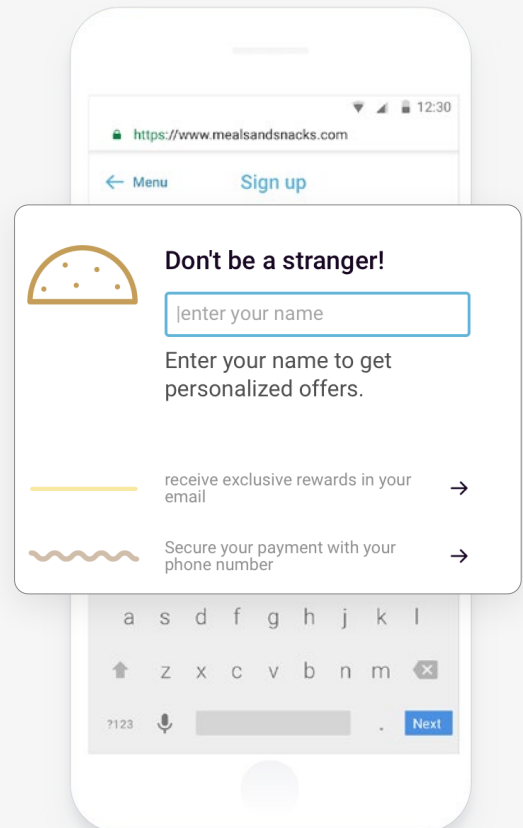 12:30
https://www.mealsandsnacks.com
Menu
Sign up
Don't be a stranger!
enter your name
Enter your name to get
personalized offers.
receive exclusive rewards in your
email
Secure your payment with your
phone number
a s d f g h j k l
z x c v b n m
?123 . Next